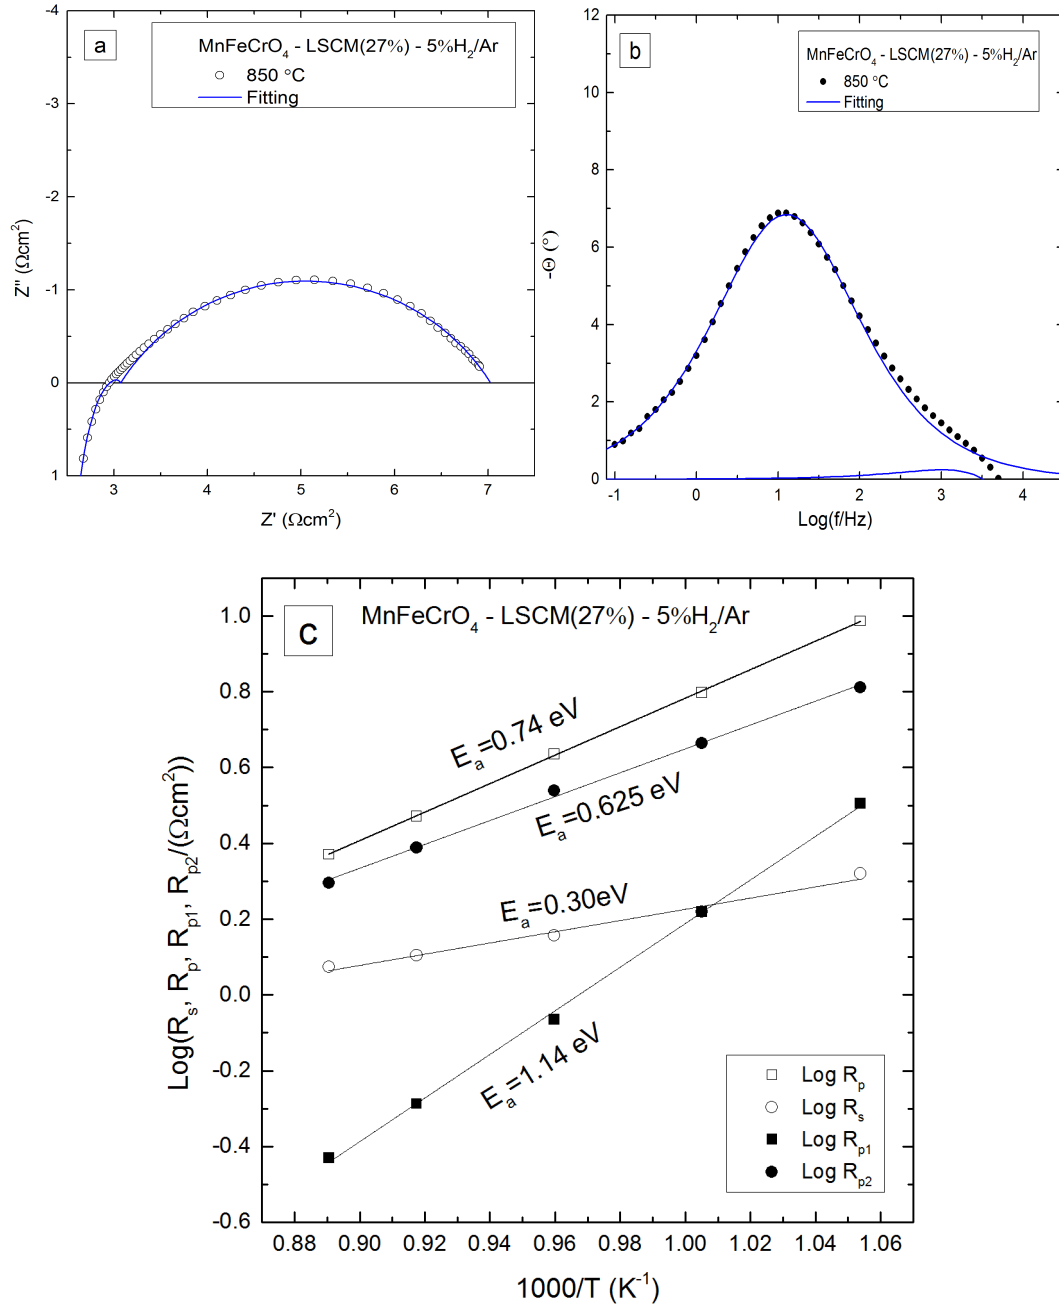 a
MnFeCrO4 - LSCM(27%) - 5%H2/Ar
850 °C
Fitting
-4
-3
-2
-1
0
1
Z'' (Ωcm²)
3
4
5
6
7
Z' (Ωcm²)
b
MnFeCrO4 - LSCM(27%) - 5%H2/Ar
850 °C
Fitting
12
10
8
6
4
2
0
-Θ (°)
-1
0
1
2
3
4
Log(f/Hz)
c
MnFeCrO4 - LSCM(27%) - 5%H2/Ar
1.0
0.8
0.6
0.4
0.2
0.0
-0.2
-0.4
-0.6
Log(Rs, Rp, Rp1, Rp2/(Ωcm²))
Ea=0.74 eV
Ea=0.625 eV
Ea=0.30eV
Ea=1.14 eV
Log Rp
Log Rs
Log Rp1
Log Rp2
0.88
0.90
0.92
0.94
0.96
0.98
1.00
1.02
1.04
1.06
1000/T (K⁻¹)